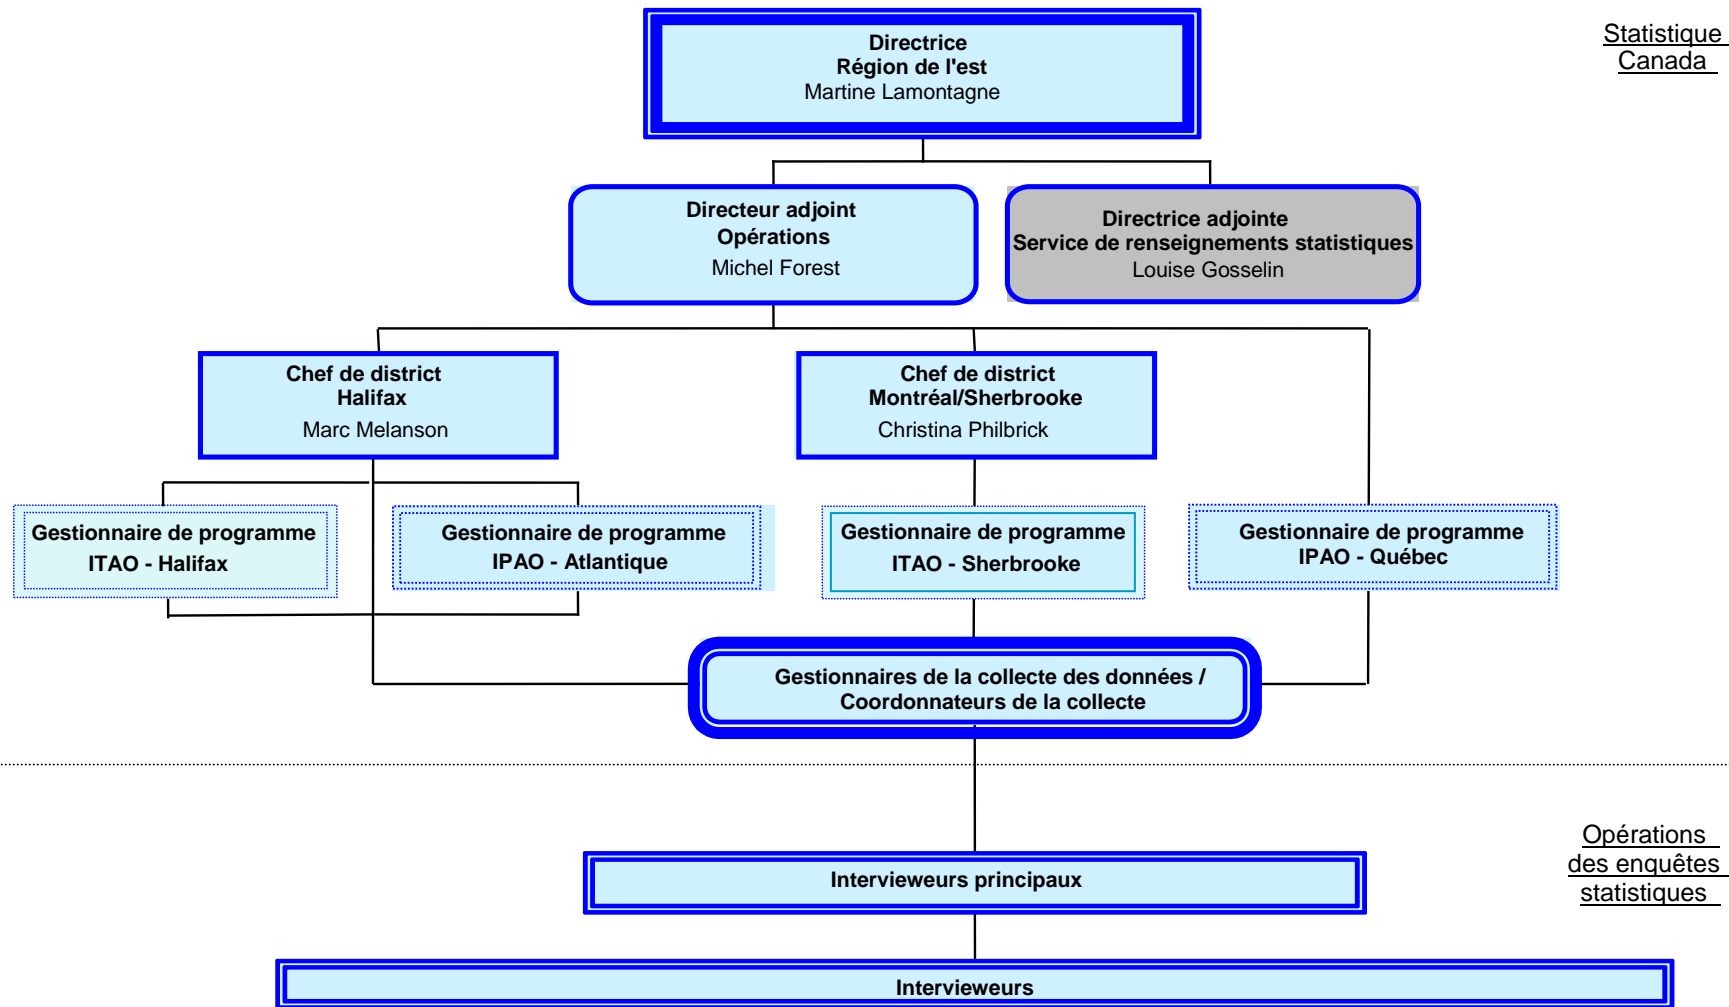 Statistique
Canada
Directrice
Région de l'est
Martine Lamontagne
Directeur adjoint
Opérations
Michel Forest
Directrice adjointe
Service de renseignements statistiques
Louise Gosselin
Chef de district
Halifax
Marc Melanson
Chef de district
Montréal/Sherbrooke
Christina Philbrick
Gestionnaire de programme
ITAO - Halifax
Gestionnaire de programme
IPAO - Atlantique
Gestionnaire de programme
ITAO - Sherbrooke
Gestionnaire de programme
IPAO - Québec
Gestionnaires de la collecte des données /
Coordonnateurs de la collecte
Opérations
des enquêtes
statistiques
Intervieweurs principaux
Intervieweurs